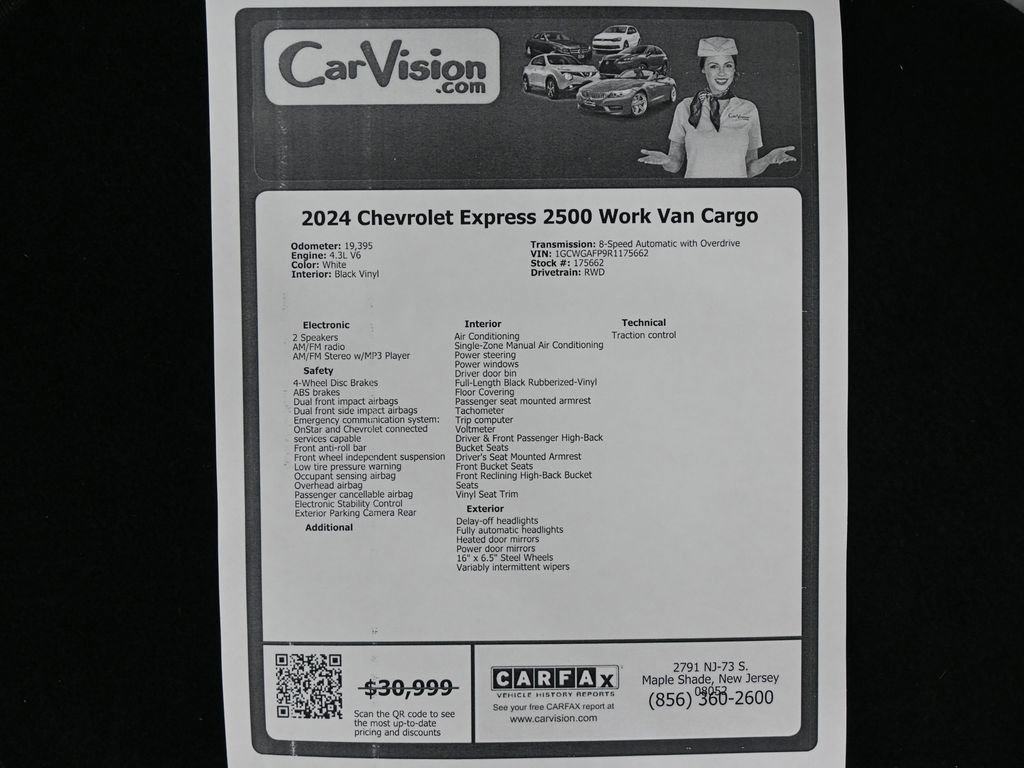 CarVision
.com
CarVision
.com
2024 Chevrolet Express 2500 Work Van Cargo
Odometer: 19,395
Engine: 4.3L V6
Color: White
Interior: Black Vinyl
Transmission: 8-Speed Automatic with Overdrive
VIN: 1GCWGAFP9R1175662
Stock #: 175662
Drivetrain: RWD
Electronic
2 Speakers
AM/FM radio
AM/FM Stereo w/MP3 Player
Safety
4-Wheel Disc Brakes
ABS brakes
Dual front impact airbags
Dual front side impact airbags
Emergency communication system:
OnStar and Chevrolet connected
services capable
Front anti-roll bar
Front wheel independent suspension
Low tire pressure warning
Occupant sensing airbag
Overhead airbag
Passenger cancellable airbag
Electronic Stability Control
Exterior Parking Camera Rear
Additional
Interior
Air Conditioning
Single-Zone Manual Air Conditioning
Power steering
Power windows
Driver door bin
Full-Length Black Rubberized-Vinyl
Floor Covering
Passenger seat mounted armrest
Tachometer
Trip computer
Voltmeter
Driver & Front Passenger High-Back
Bucket Seats
Driver's Seat Mounted Armrest
Front Bucket Seats
Front Reclining High-Back Bucket
Seats
Vinyl Seat Trim
Exterior
Delay-off headlights
Fully automatic headlights
Heated door mirrors
Power door mirrors
16" x 6.5" Steel Wheels
Variably intermittent wipers
Technical
Traction control
$30,999
Scan the QR code to see
the most up-to-date
pricing and discounts
CARFAX
VEHICLE HISTORY REPORTS
See your free CARFAX report at
www.carvision.com
2791 NJ-73 S.
Maple Shade, New Jersey
08052
(856) 360-2600